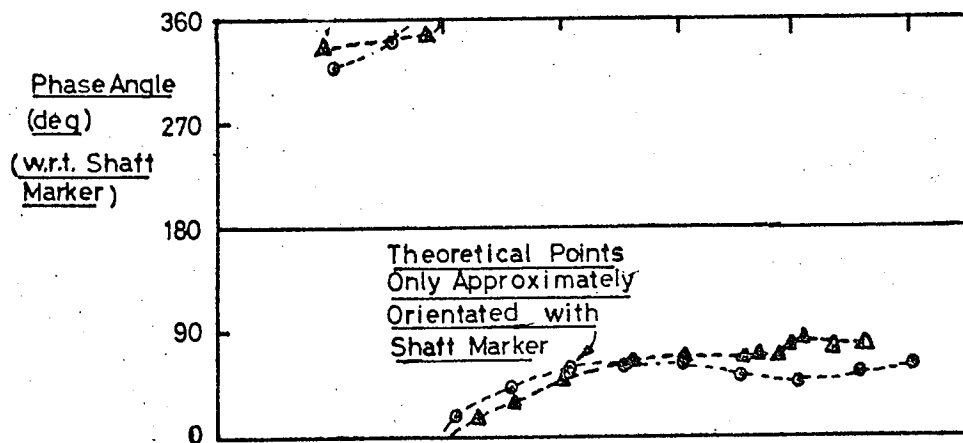 360
Phase Angle
(deg)
270
(w.r.t. Shaft
Marker)
180
Theoretical Points
Only Approximately
Orientated with
Shaft Marker
90
0